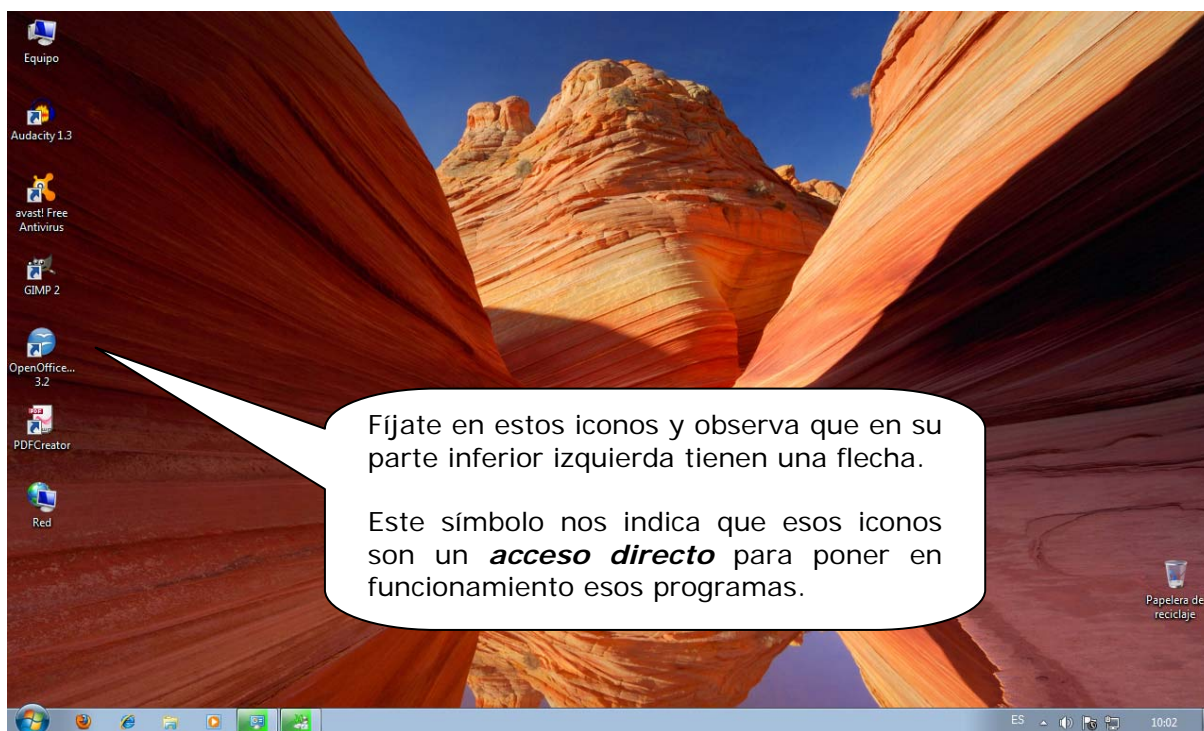 Equipo
Audacity 1.3
avast! Free
Antivirus
GIMP 2
OpenOffice...
3.2
PDF
PDFCreator
Red
Fíjate en estos iconos y observa que en su
parte inferior izquierda tienen una flecha.
Este símbolo nos indica que esos iconos
son un acceso directo para poner en
funcionamiento esos programas.
Papelera de
reciclaje
ES
10:02